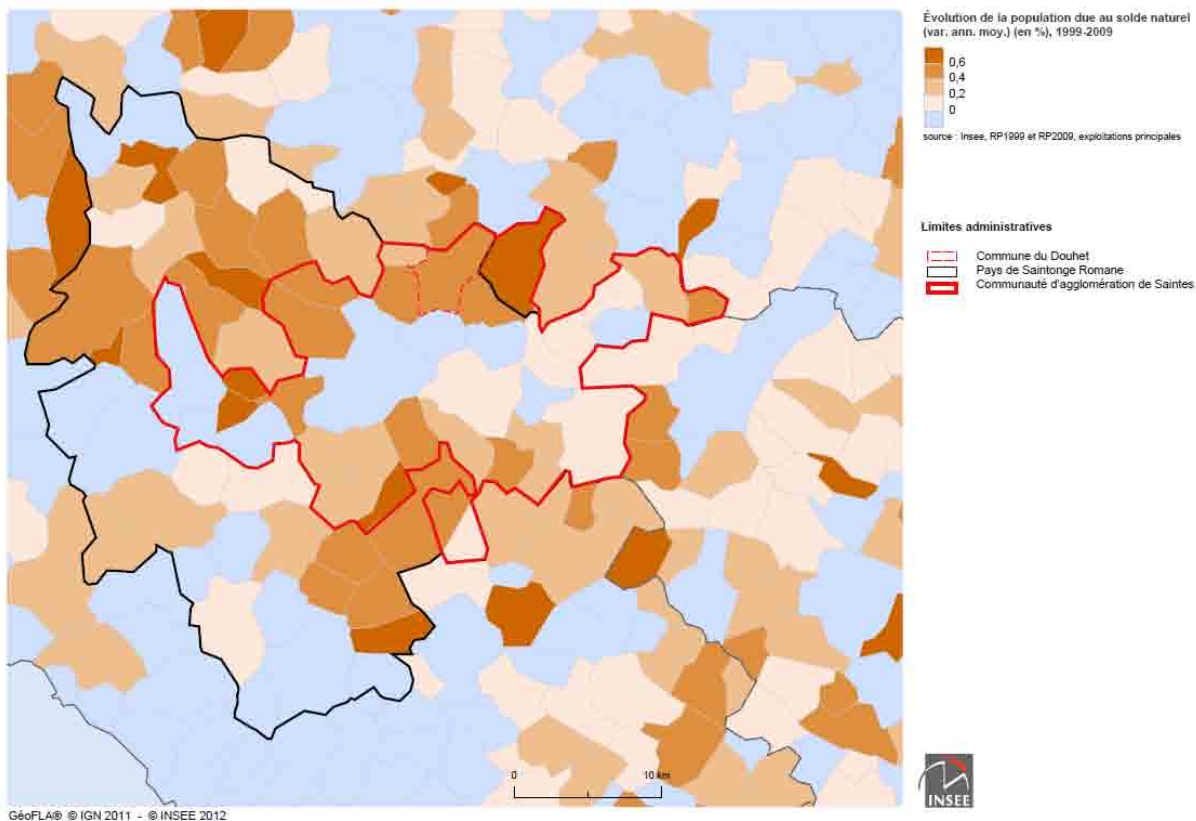 Évolution de la population due au solde naturel
(var. ann. moy.) (en %), 1999-2009
0,6
0,4
0,2
0
source : Insee, RP1999 et RP2009, exploitations principales
Limites administratives
Commune du Douhet
Pays de Saintonge Romane
Communauté d'agglomération de Saintes
0 10 km
INSEE
GéoFLA® © IGN 2011 - © INSEE 2012